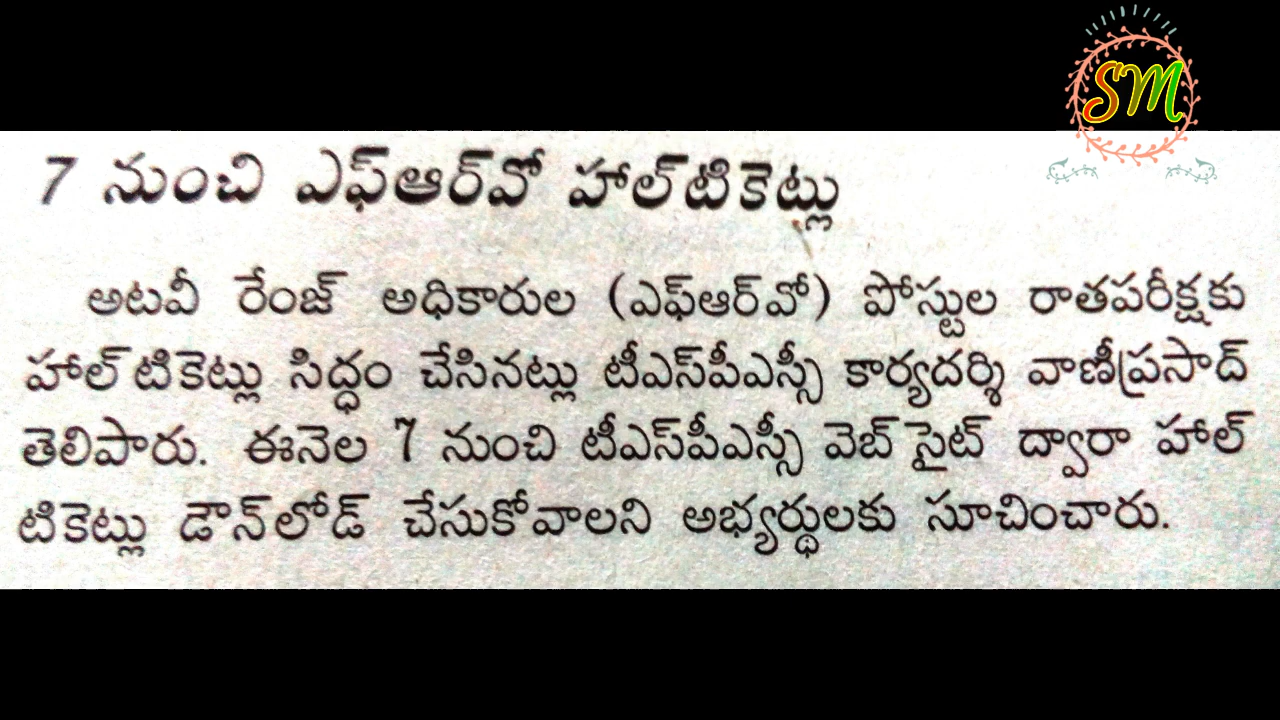 SM
7 నుంచి ఎఫ్ఆర్వో హాల్‌టికెట్లు
అటవీ రేంజ్ అధికారుల (ఎఫ్ఆర్వో) పోస్టుల రాతపరీక్షకు
హాల్‌టికెట్లు సిద్ధం చేసినట్లు టీఎస్‌పీఎస్సీ కార్యదర్శి వాణీప్రసాద్
తెలిపారు. ఈనెల 7 నుంచి టీఎస్‌పీఎస్సీ వెబ్‌సైట్ ద్వారా హాల్
టికెట్లు డౌన్‌లోడ్ చేసుకోవాలని అభ్యర్థులకు సూచించారు.